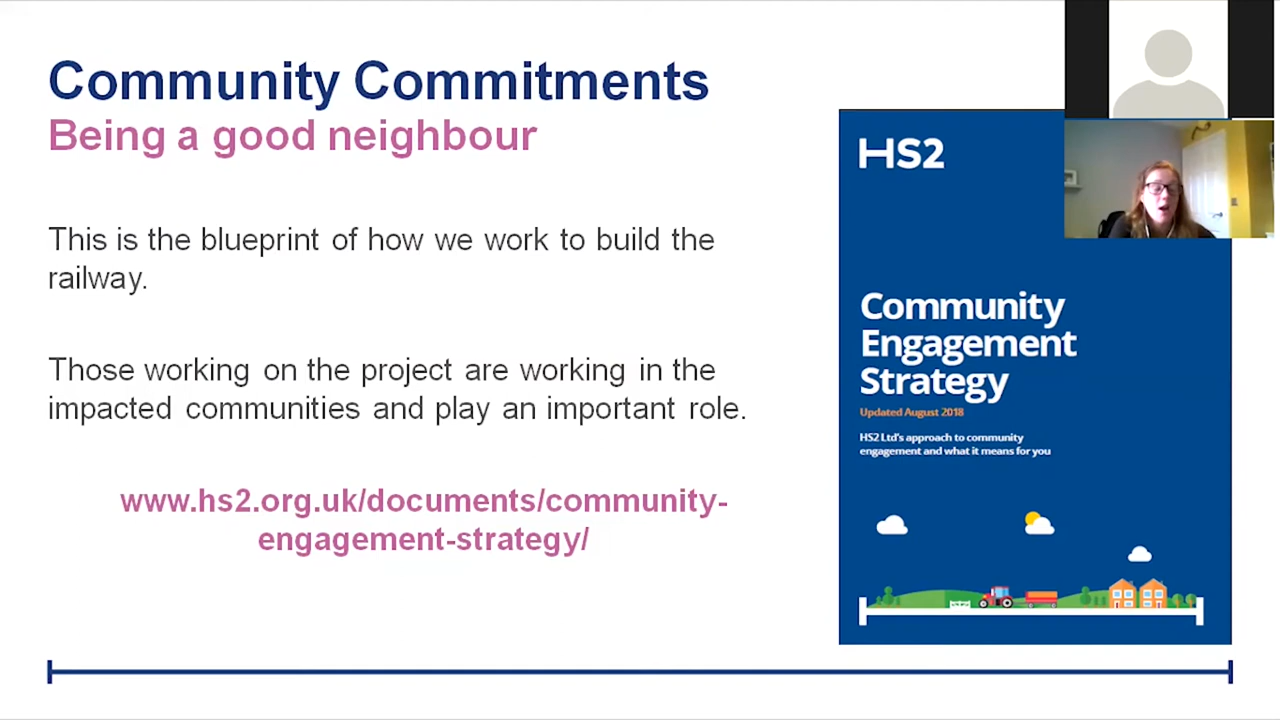 Community Commitments
Being a good neighbour
This is the blueprint of how we work to build the
railway.
Those working on the project are working in the
impacted communities and play an important role.
www.hs2.org.uk/documents/community-
engagement-strategy/
HS2
Community
Engagement
Strategy
Updated August 2018
HS2 Ltd's approach to community
engagement and what it means for you